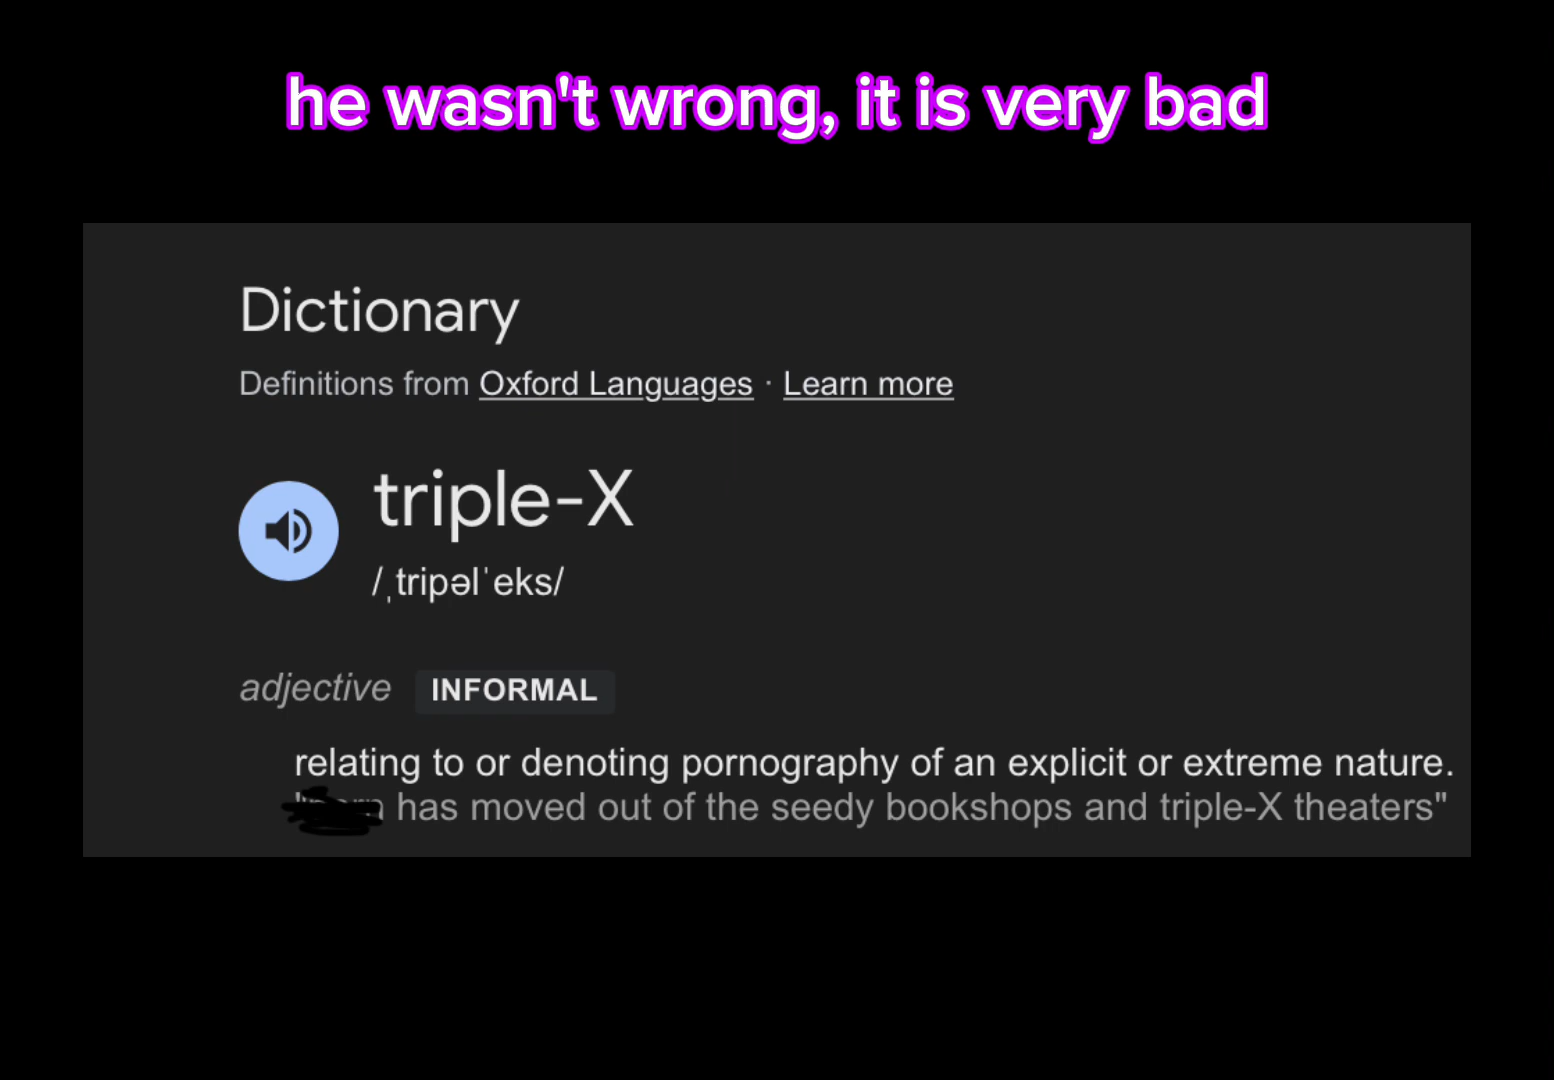 he wasn't wrong, it is very bad
Dictionary
Definitions from Oxford Languages · Learn more
triple-X
/ˌtripəlˈeks/
adjective INFORMAL
relating to or denoting pornography of an explicit or extreme nature.
has moved out of the seedy bookshops and triple-X theaters"